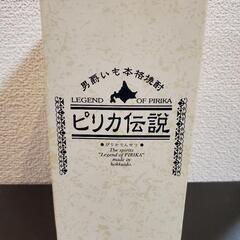 男爵いも本格焼酎
LEGEND OF PIRIKA
ピリカ伝説
●ぴりかでんせつ●
The spirits
"Legend of PIRIKA"
made in
hokkaido.